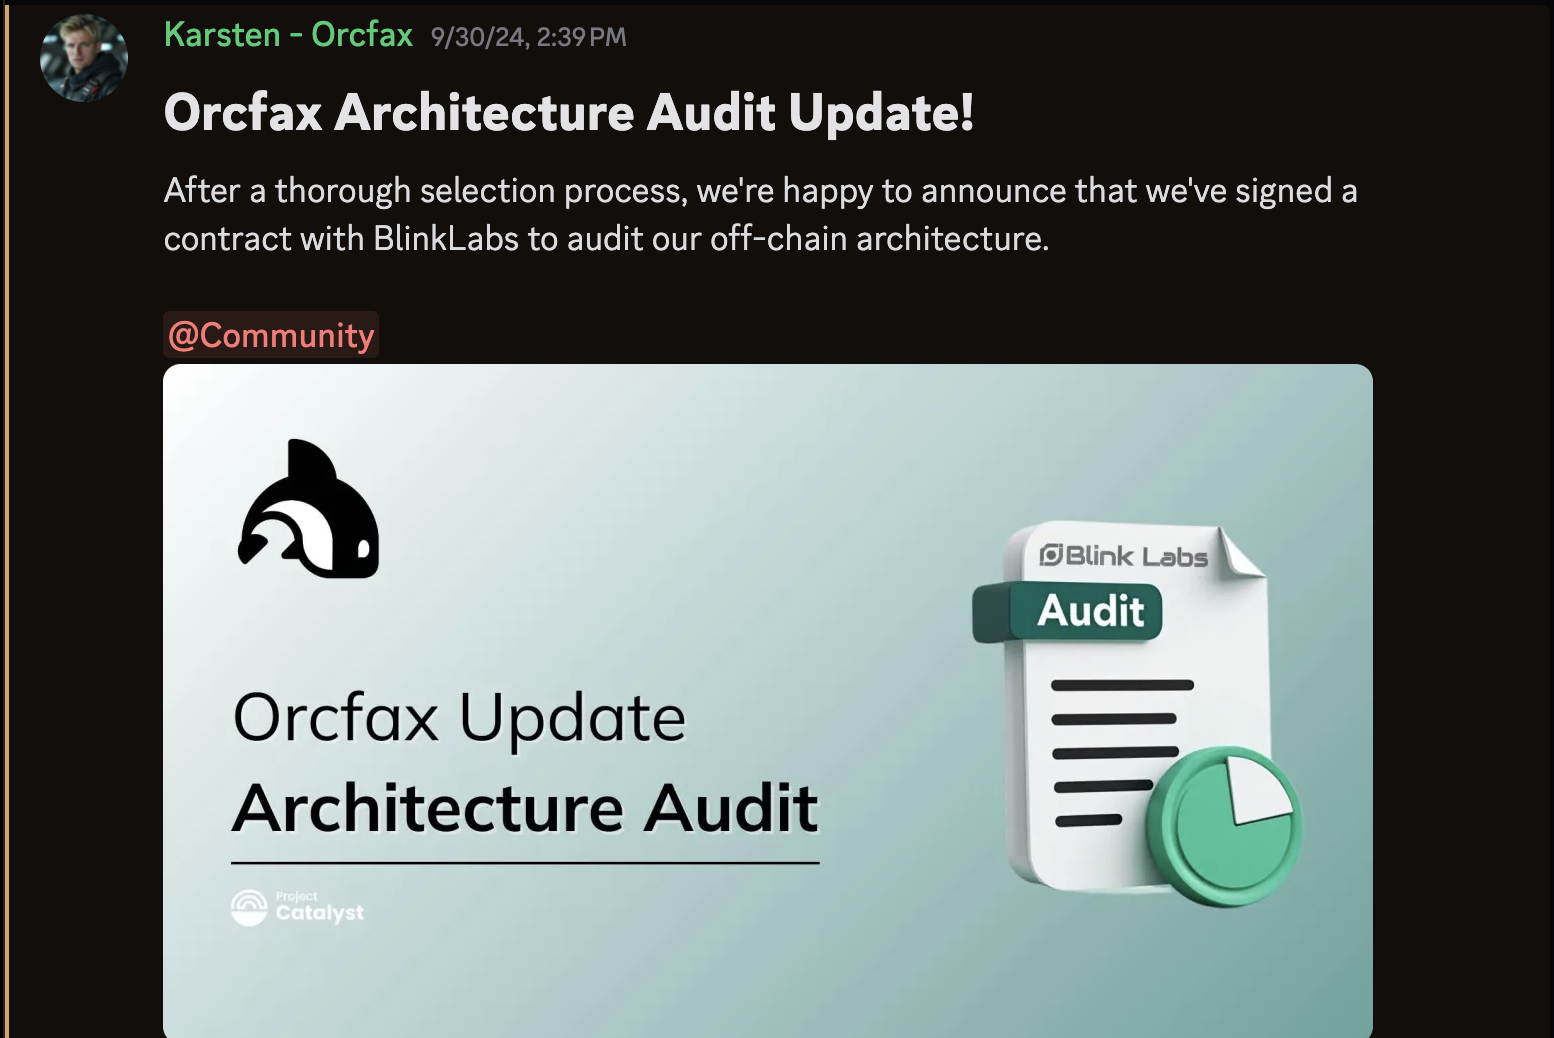 Karsten - Orcfax 9/30/24, 2:39 PM
Orcfax Architecture Audit Update!
After a thorough selection process, we're happy to announce that we've signed a
contract with BlinkLabs to audit our off-chain architecture.
@Community
Blink Labs
Audit
Orcfax Update
Architecture Audit
Project
Catalyst